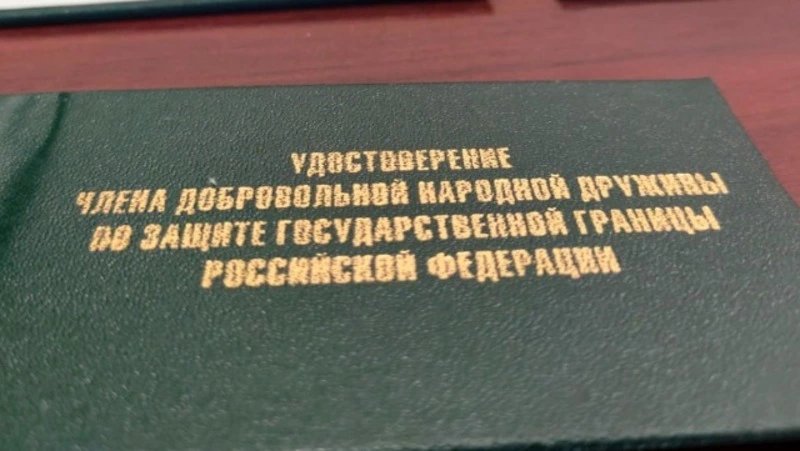 УДОСТОВЕРЕНИЕ
ЧЛЕНА ДОБРОВОЛЬНОЙ НАРОДНОЙ ДРУЖИНЫ
ПО ЗАЩИТЕ ГОСУДАРСТВЕННОЙ ГРАНИЦЫ
РОССИЙСКОЙ ФЕДЕРАЦИИ